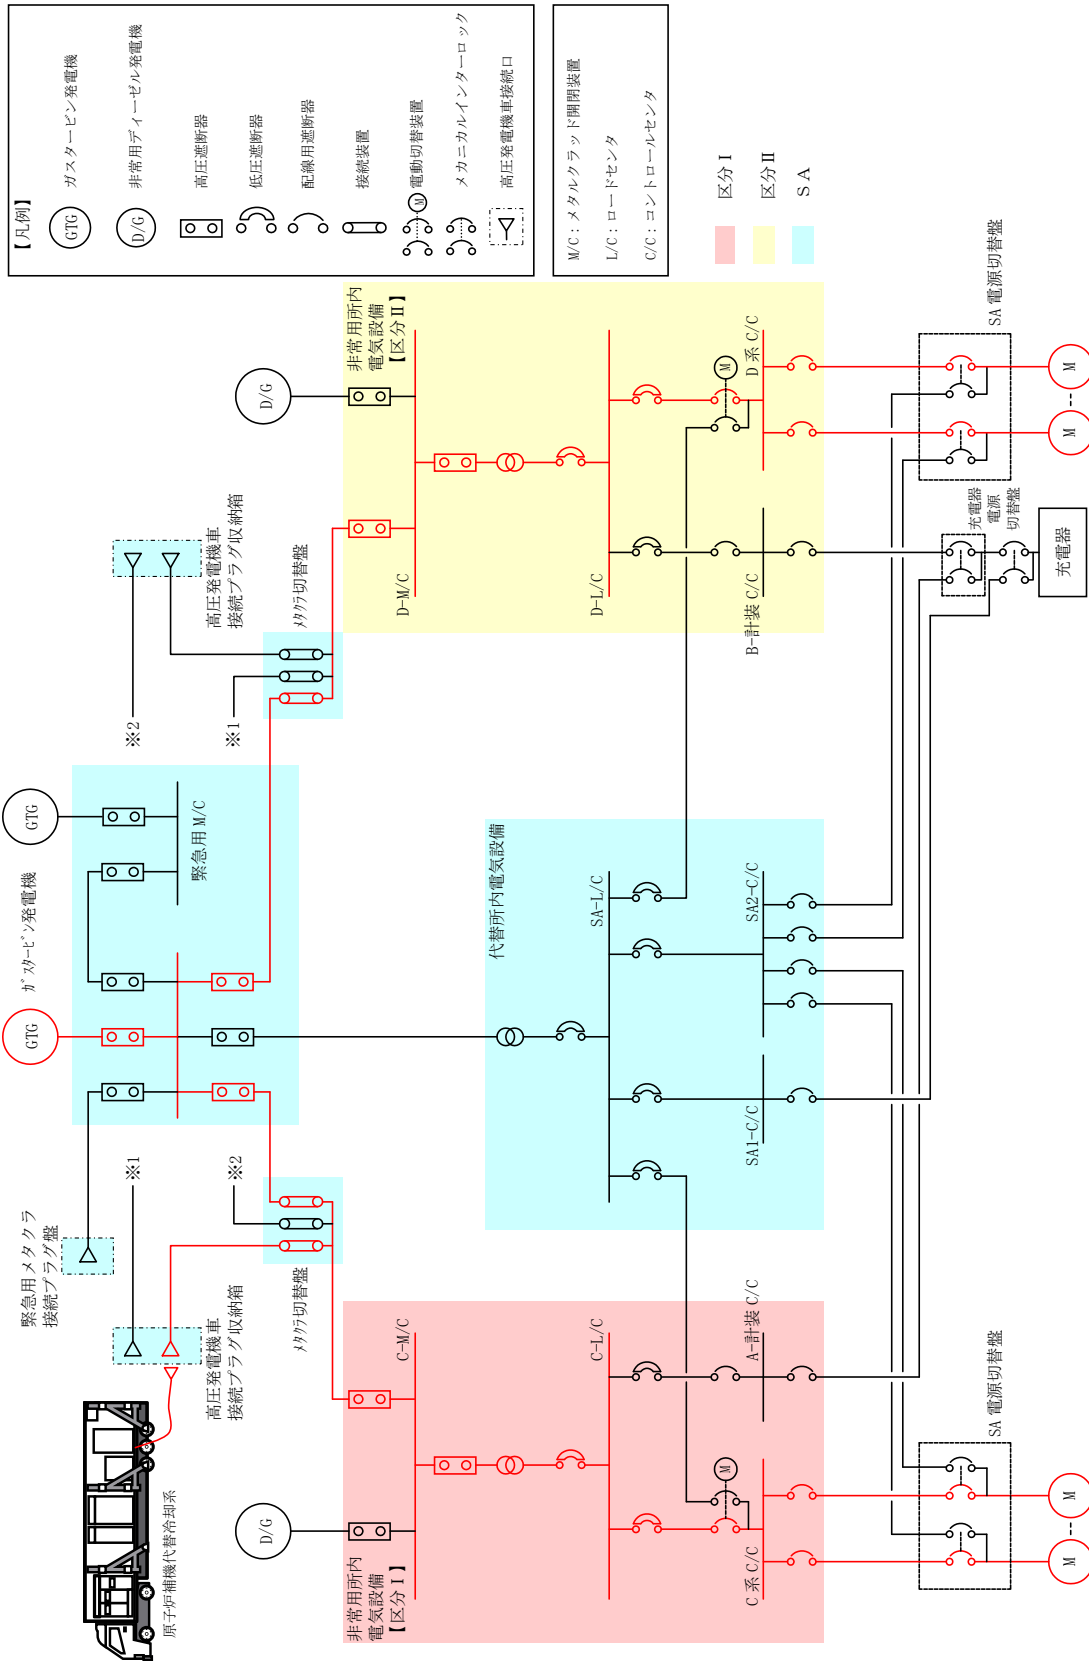 【凡例】
GTG
ガスタービン発電機
D/G
非常用ディーゼル発電機
高圧遮断器
低圧遮断器
配線用遮断器
接続装置
M
電動切替装置
メカニカルインターロック
高圧発電機車接続口
M/C：メタルクラッド開閉装置
L/C：ロードセンタ
C/C：コントロールセンタ
区分Ⅰ
区分Ⅱ
ＳＡ
原子炉補機代替冷却系
高圧発電機車
接続プラグ収納箱
緊急用メタクラ
接続プラグ盤
※1
※2
GTG
ｶﾞｽﾀｰﾋﾞﾝ発電機
GTG
緊急用 M/C
※2
※1
高圧発電機車
接続プラグ収納箱
ﾒﾀｸﾗ切替盤
ﾒﾀｸﾗ切替盤
D/G
非常用所内
電気設備
【区分Ⅰ】
C-M/C
C-L/C
M
C 系 C/C
A-計装 C/C
代替所内電気設備
SA-L/C
SA1-C/C
SA2-C/C
D/G
非常用所内
電気設備
【区分Ⅱ】
D-M/C
D-L/C
M
B-計装 C/C
D 系 C/C
SA 電源切替盤
M
M
充電器
電源
切替盤
充電器
SA 電源切替盤
M
M